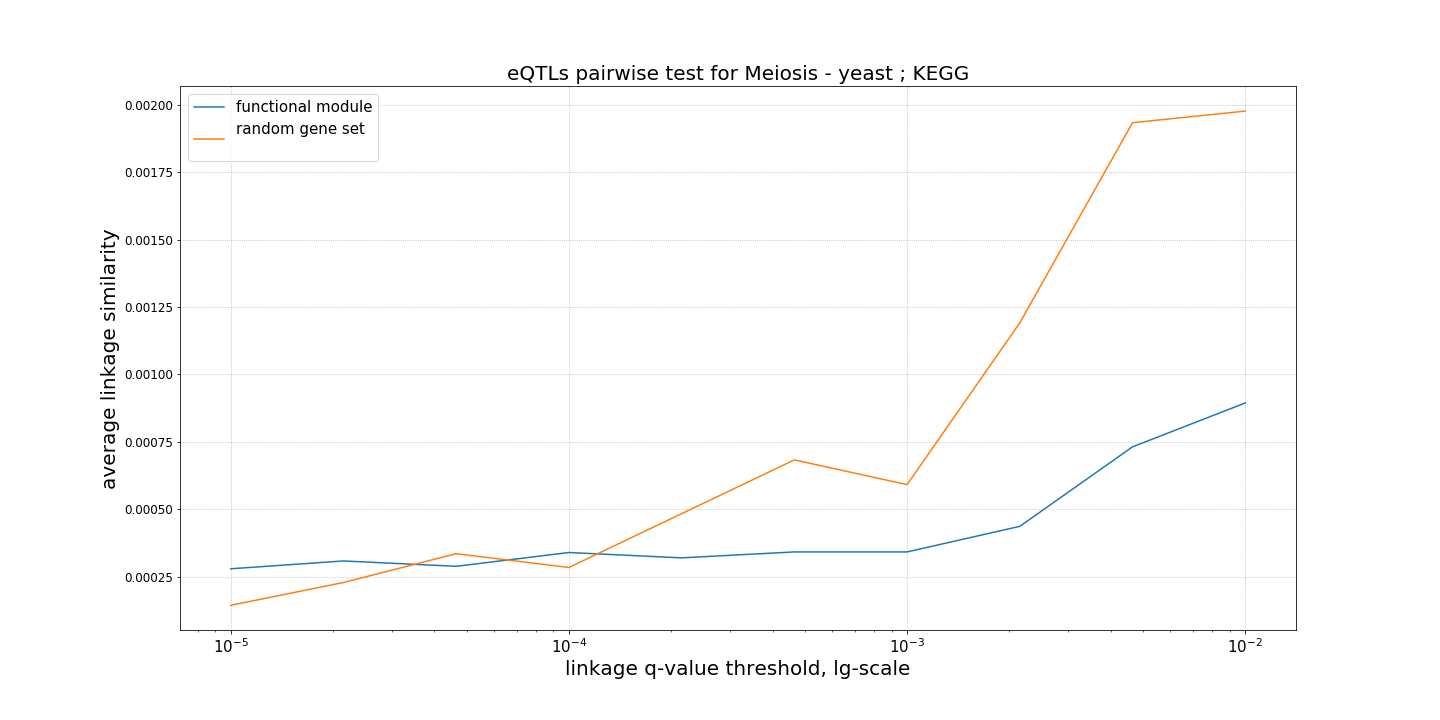 eQTLs pairwise test for Meiosis - yeast ; KEGG
functional module
random gene set
average linkage similarity
0.00200
0.00175
0.00150
0.00125
0.00100
0.00075
0.00050
0.00025
10⁻⁵ 10⁻⁴ 10⁻³ 10⁻²
linkage q-value threshold, lg-scale